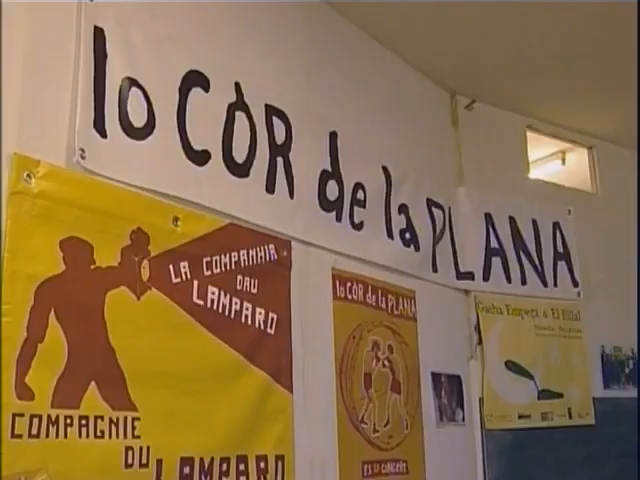 lo CÒR de la PLANA
LA COMPANHIA
DAU
LAMPARO
COMPAGNIE
DU
LAMPARO
lo CÒR de la PLANA
Gacha Empega & El Hillal